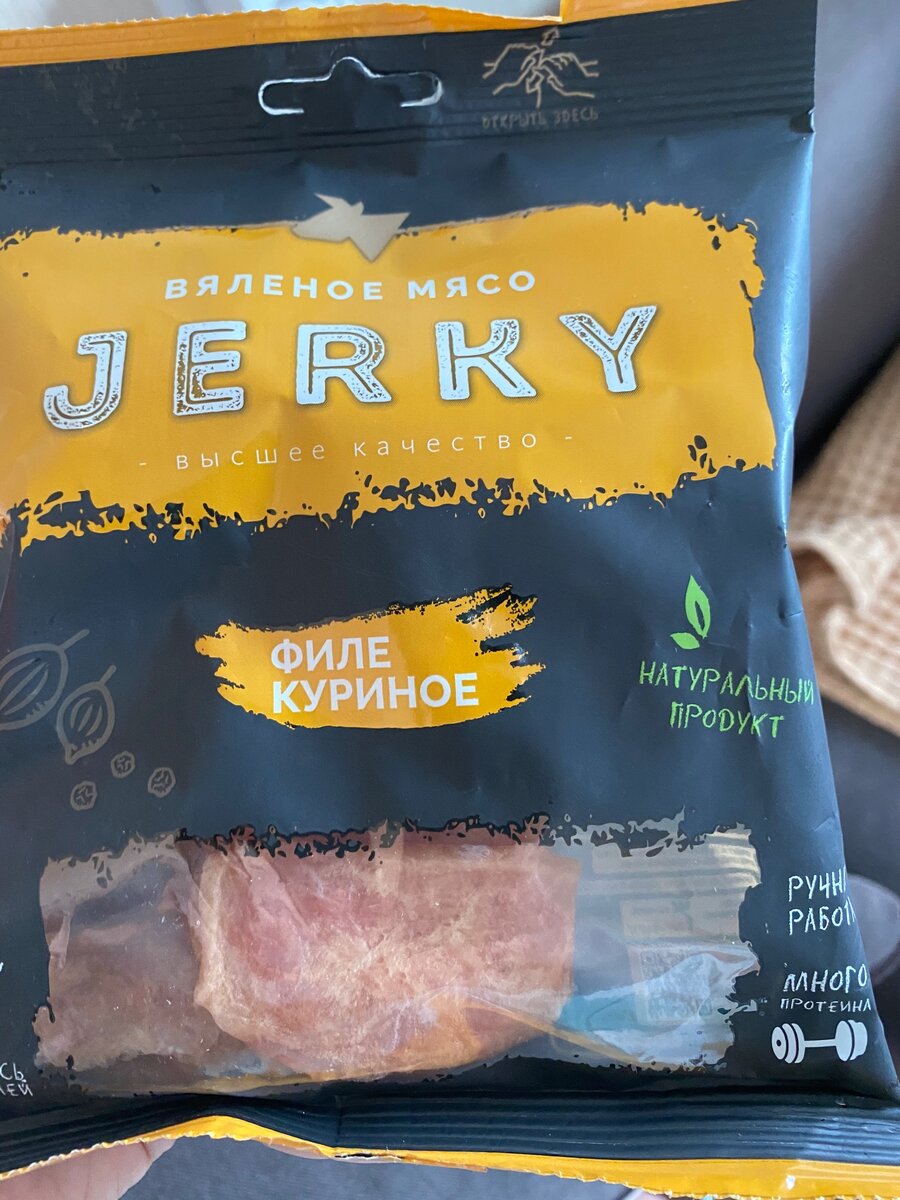 ОТКРЫТЬ ЗДЕСЬ
ВЯЛЕНОЕ МЯСО
JERKY
- высшее качество -
ФИЛЕ
КУРИНОЕ
НАТУРАЛЬНЫЙ
ПРОДУКТ
МНОГО
ПРОТЕИНА